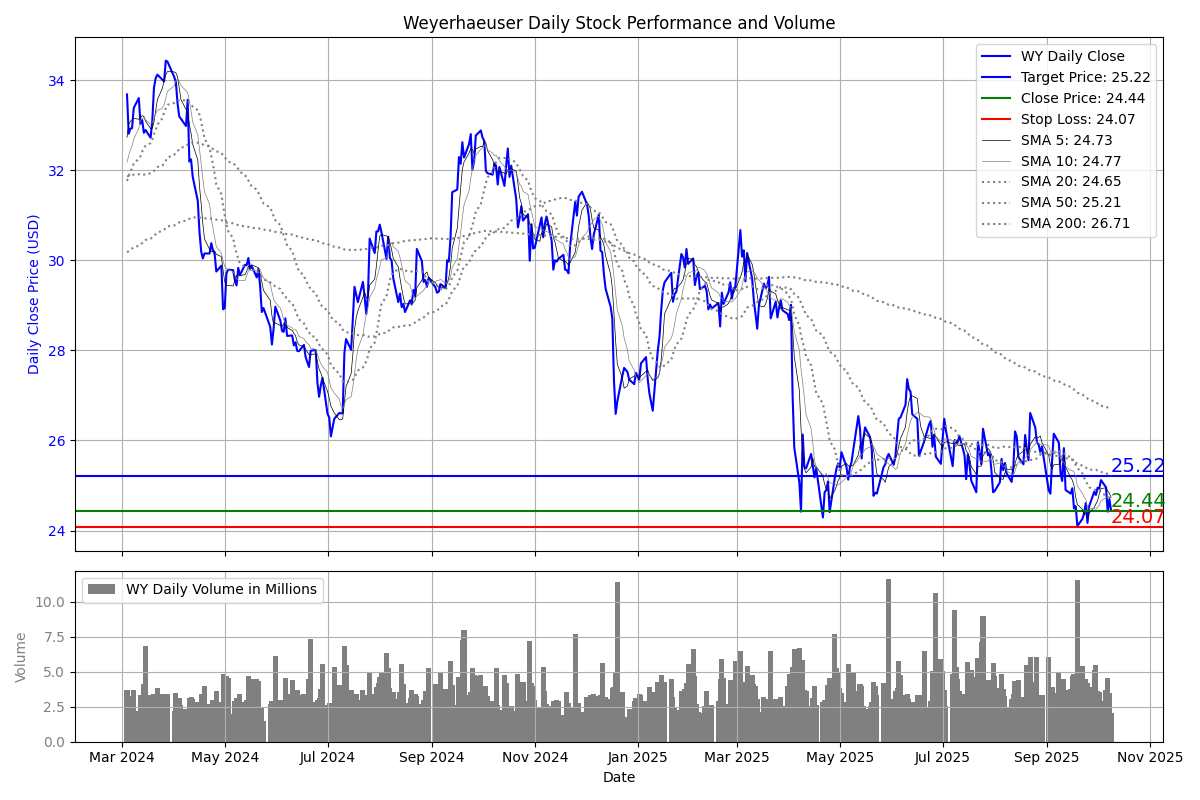 Weyerhaeuser Daily Stock Performance and Volume
Daily Close Price (USD)
34
32
30
28
26
24
WY Daily Close
Target Price: 25.22
Close Price: 24.44
Stop Loss: 24.07
SMA 5: 24.73
SMA 10: 24.77
SMA 20: 24.65
SMA 50: 25.21
SMA 200: 26.71
25.22
24.44
24.07
WY Daily Volume in Millions
Volume
10.0
7.5
5.0
2.5
0.0
Mar 2024 May 2024 Jul 2024 Sep 2024 Nov 2024 Jan 2025 Mar 2025 May 2025 Jul 2025 Sep 2025 Nov 2025
Date